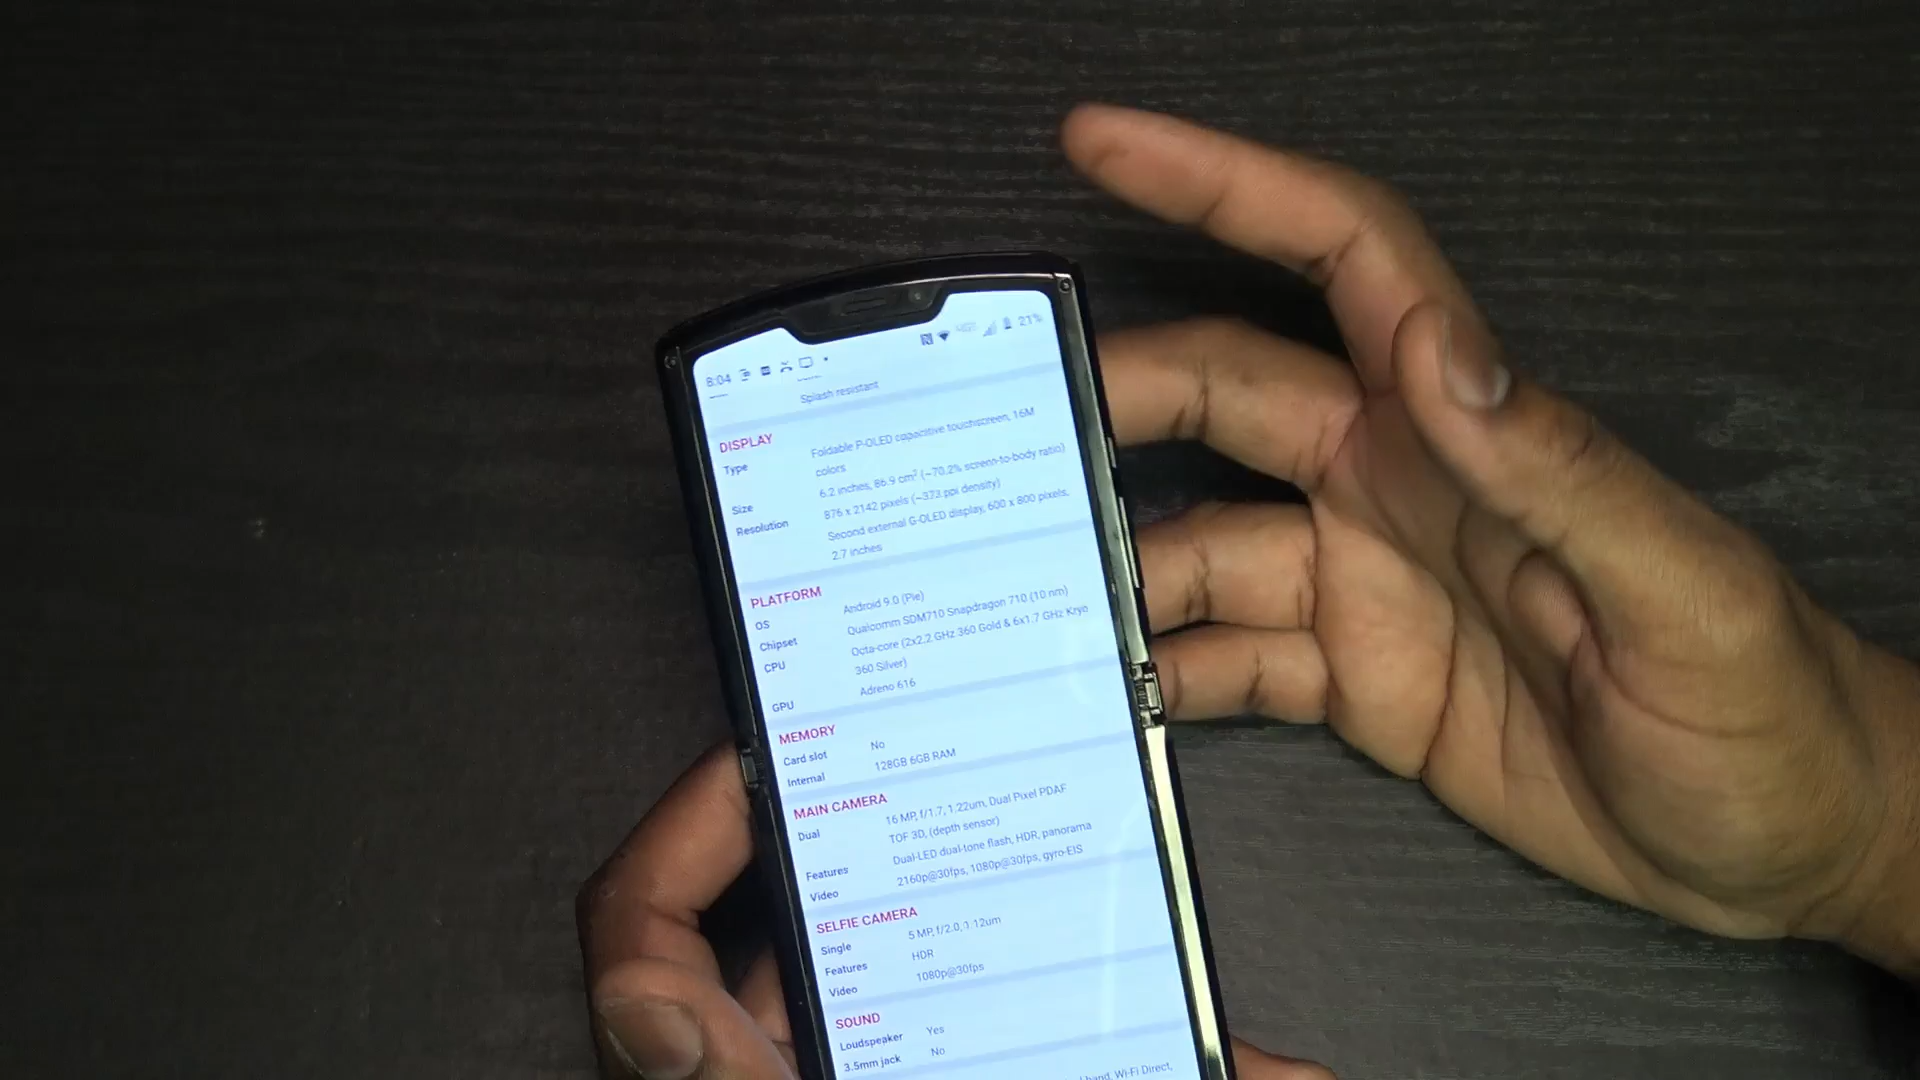 8:04 21%
Splash resistant
DISPLAY
Type Foldable P-OLED capacitive touchscreen, 16M
colors
Size 6.2 inches, 86.9 cm² (~70.2% screen-to-body ratio)
Resolution 876 x 2142 pixels (~373 ppi density)
Second external G-OLED display, 600 x 800 pixels,
2.7 inches
PLATFORM
OS Android 9.0 (Pie)
Chipset Qualcomm SDM710 Snapdragon 710 (10 nm)
CPU Octa-core (2x2.2 GHz 360 Gold & 6x1.7 GHz Kryo
360 Silver)
GPU Adreno 616
MEMORY
Card slot No
Internal 128GB 6GB RAM
MAIN CAMERA
Dual 16 MP, f/1.7, 1.22um, Dual Pixel PDAF
TOF 3D, (depth sensor)
Features Dual-LED dual-tone flash, HDR, panorama
Video 2160p@30fps, 1080p@30fps, gyro-EIS
SELFIE CAMERA
Single 5 MP, f/2.0, 1.12um
Features HDR
Video 1080p@30fps
SOUND
Loudspeaker Yes
3.5mm jack No
band, Wi-Fi Direct,